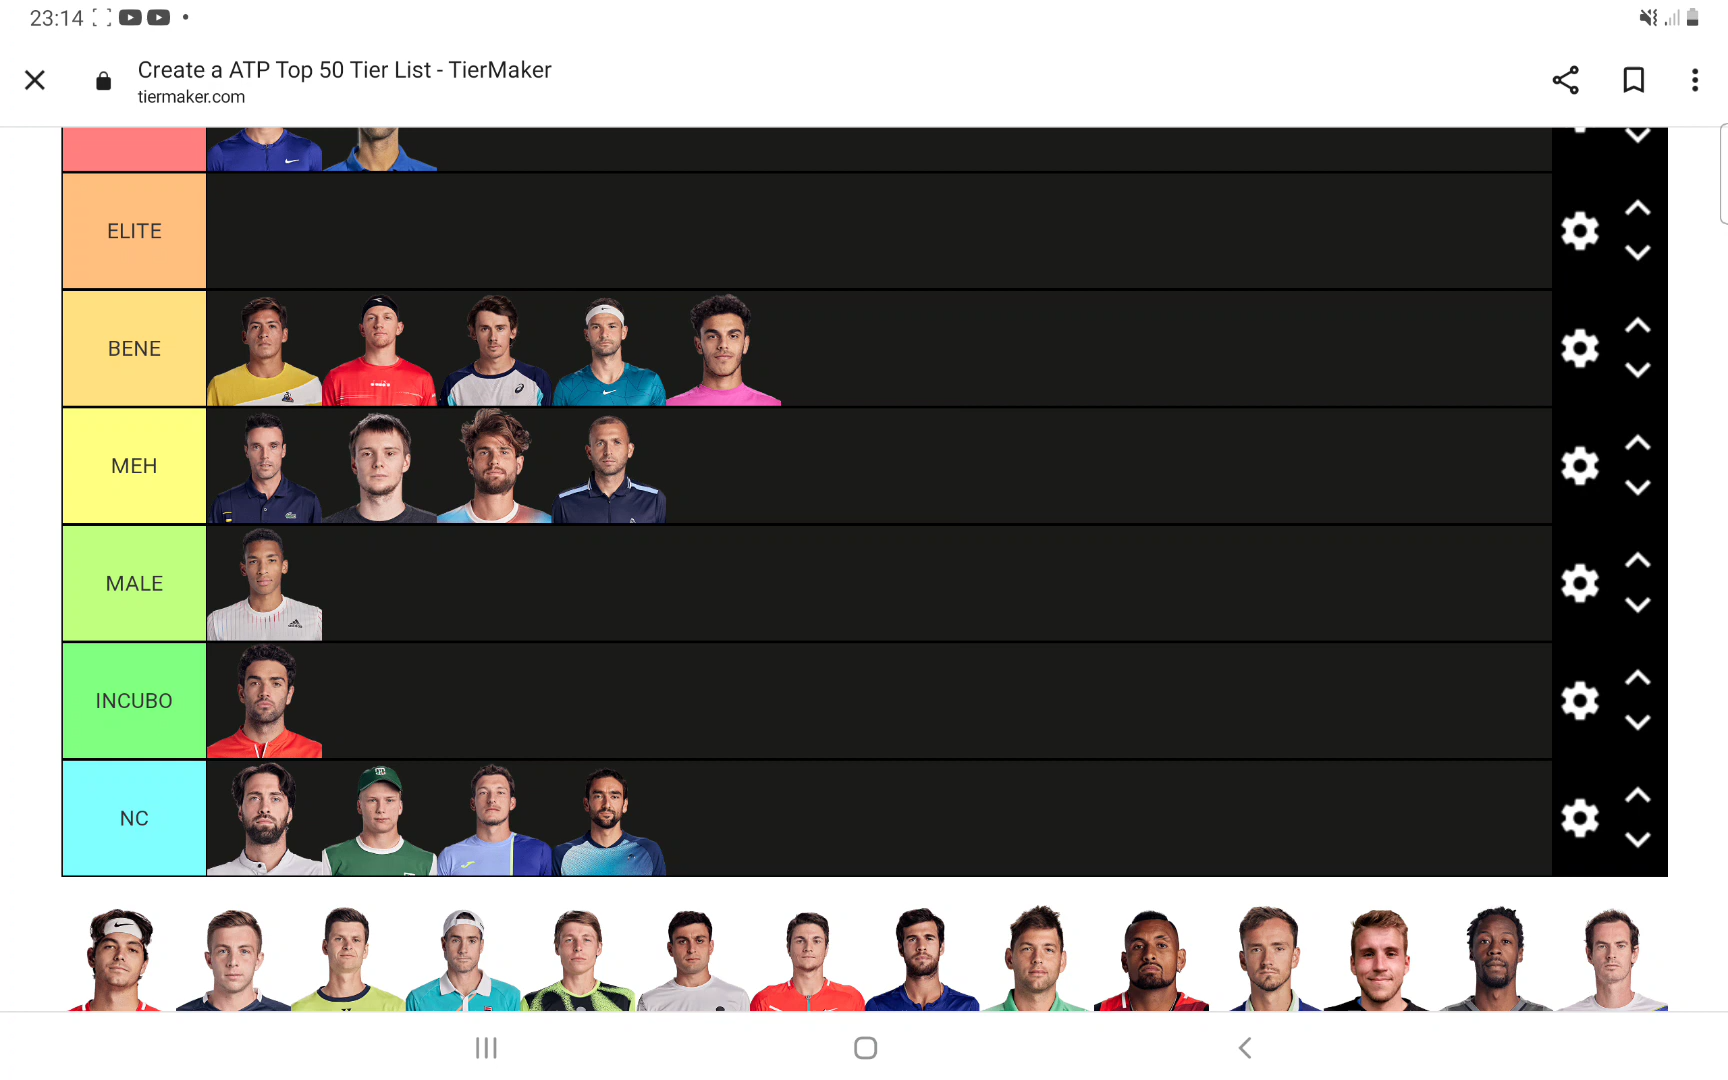 23:14
Create a ATP Top 50 Tier List - TierMaker
tiermaker.com
ELITE
BENE
MEH
MALE
INCUBO
NC